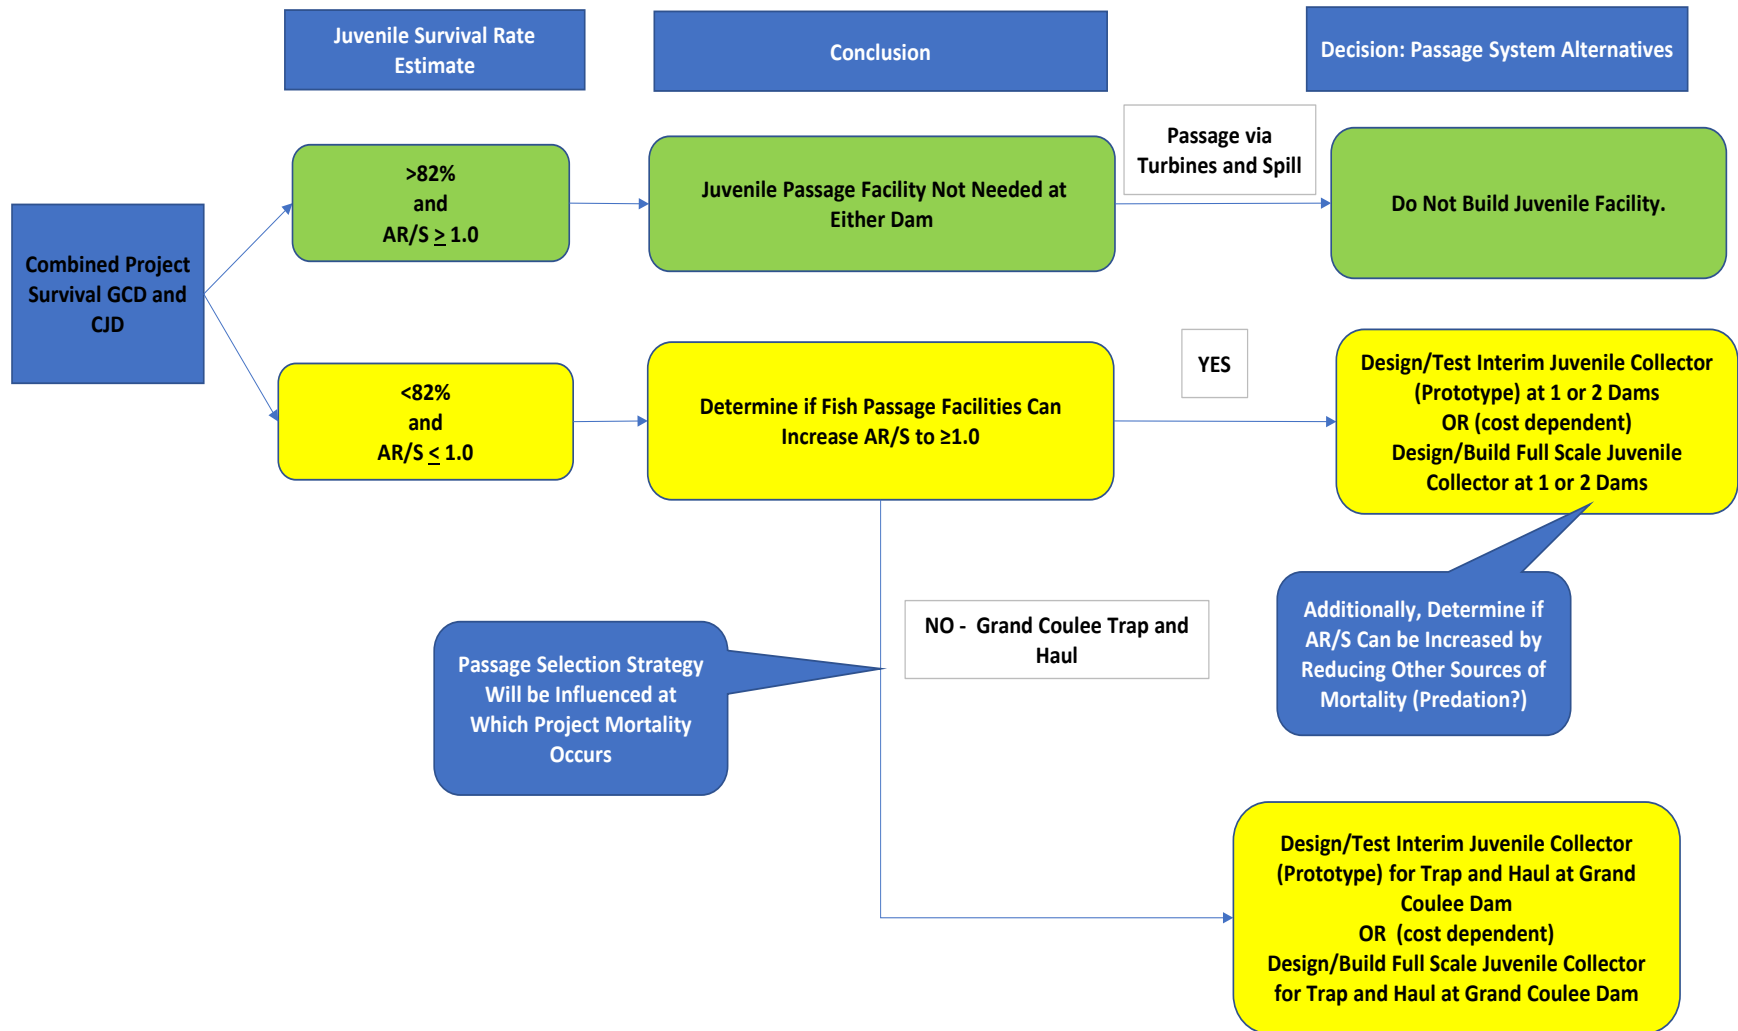 Juvenile Survival Rate
Estimate
Conclusion
Decision: Passage System Alternatives
Combined Project
Survival GCD and
CJD
>82%
and
AR/S ≥ 1.0
Juvenile Passage Facility Not Needed at
Either Dam
Passage via
Turbines and Spill
Do Not Build Juvenile Facility.
<82%
and
AR/S ≤ 1.0
Determine if Fish Passage Facilities Can
Increase AR/S to ≥1.0
YES
Design/Test Interim Juvenile Collector
(Prototype) at 1 or 2 Dams
OR (cost dependent)
Design/Build Full Scale Juvenile
Collector at 1 or 2 Dams
Additionally, Determine if
AR/S Can be Increased by
Reducing Other Sources of
Mortality (Predation?)
NO - Grand Coulee Trap and
Haul
Passage Selection Strategy
Will be Influenced at
Which Project Mortality
Occurs
Design/Test Interim Juvenile Collector
(Prototype) for Trap and Haul at Grand
Coulee Dam
OR (cost dependent)
Design/Build Full Scale Juvenile Collector
for Trap and Haul at Grand Coulee Dam